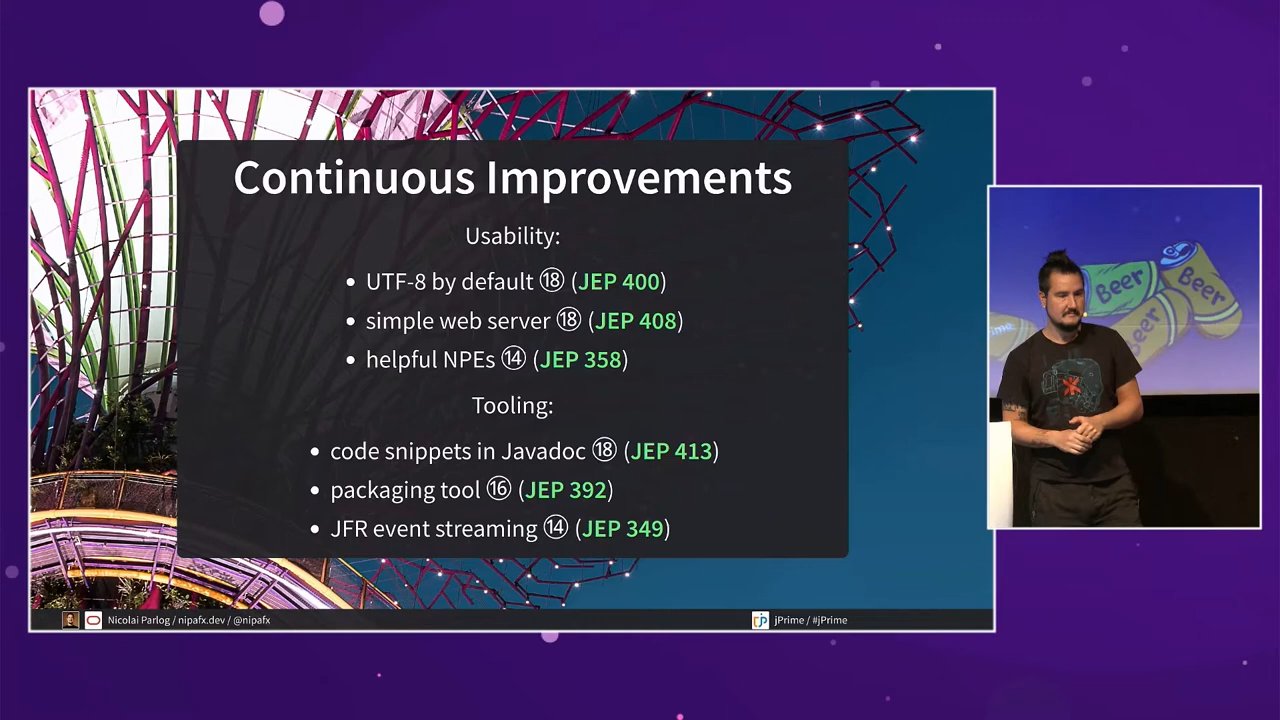 Continuous Improvements
Usability:
• UTF-8 by default ⑱ (JEP 400)
• simple web server ⑱ (JEP 408)
• helpful NPEs ⑭ (JEP 358)
Tooling:
• code snippets in Javadoc ⑱ (JEP 413)
• packaging tool ⑯ (JEP 392)
• JFR event streaming ⑭ (JEP 349)
Nicolai Parlog / nipafx.dev / @nipafx
jPrime / #jPrime
Beer
Beer
Beer